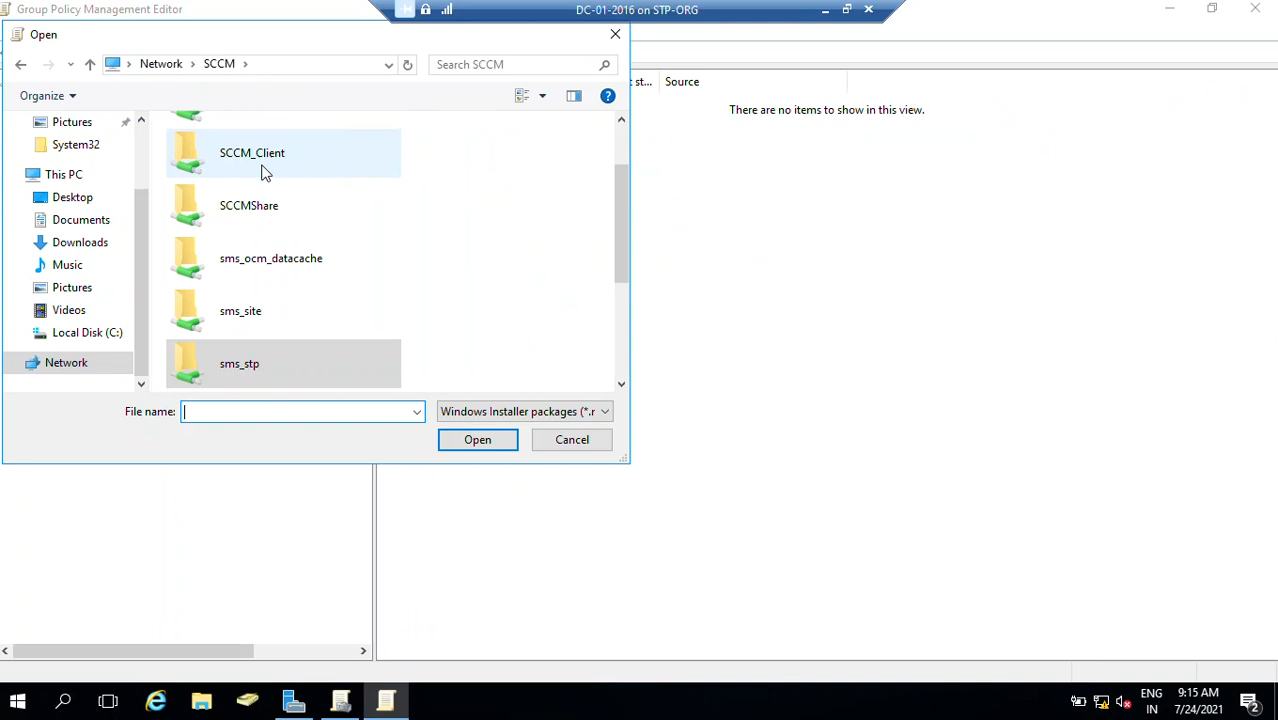 Group Policy Management Editor
DC-01-2016 on STP-ORG
Open
Network
SCCM
Search SCCM
Organize
Pictures
System32
This PC
Desktop
Documents
Downloads
Music
Pictures
Videos
Local Disk (C:)
Network
SCCM_Client
SCCMShare
sms_ocm_datacache
sms_site
sms_stp
File name:
Windows Installer packages (*.r
Open
Cancel
st...
Source
There are no items to show in this view.
ENG
IN
9:15 AM
7/24/2021
2